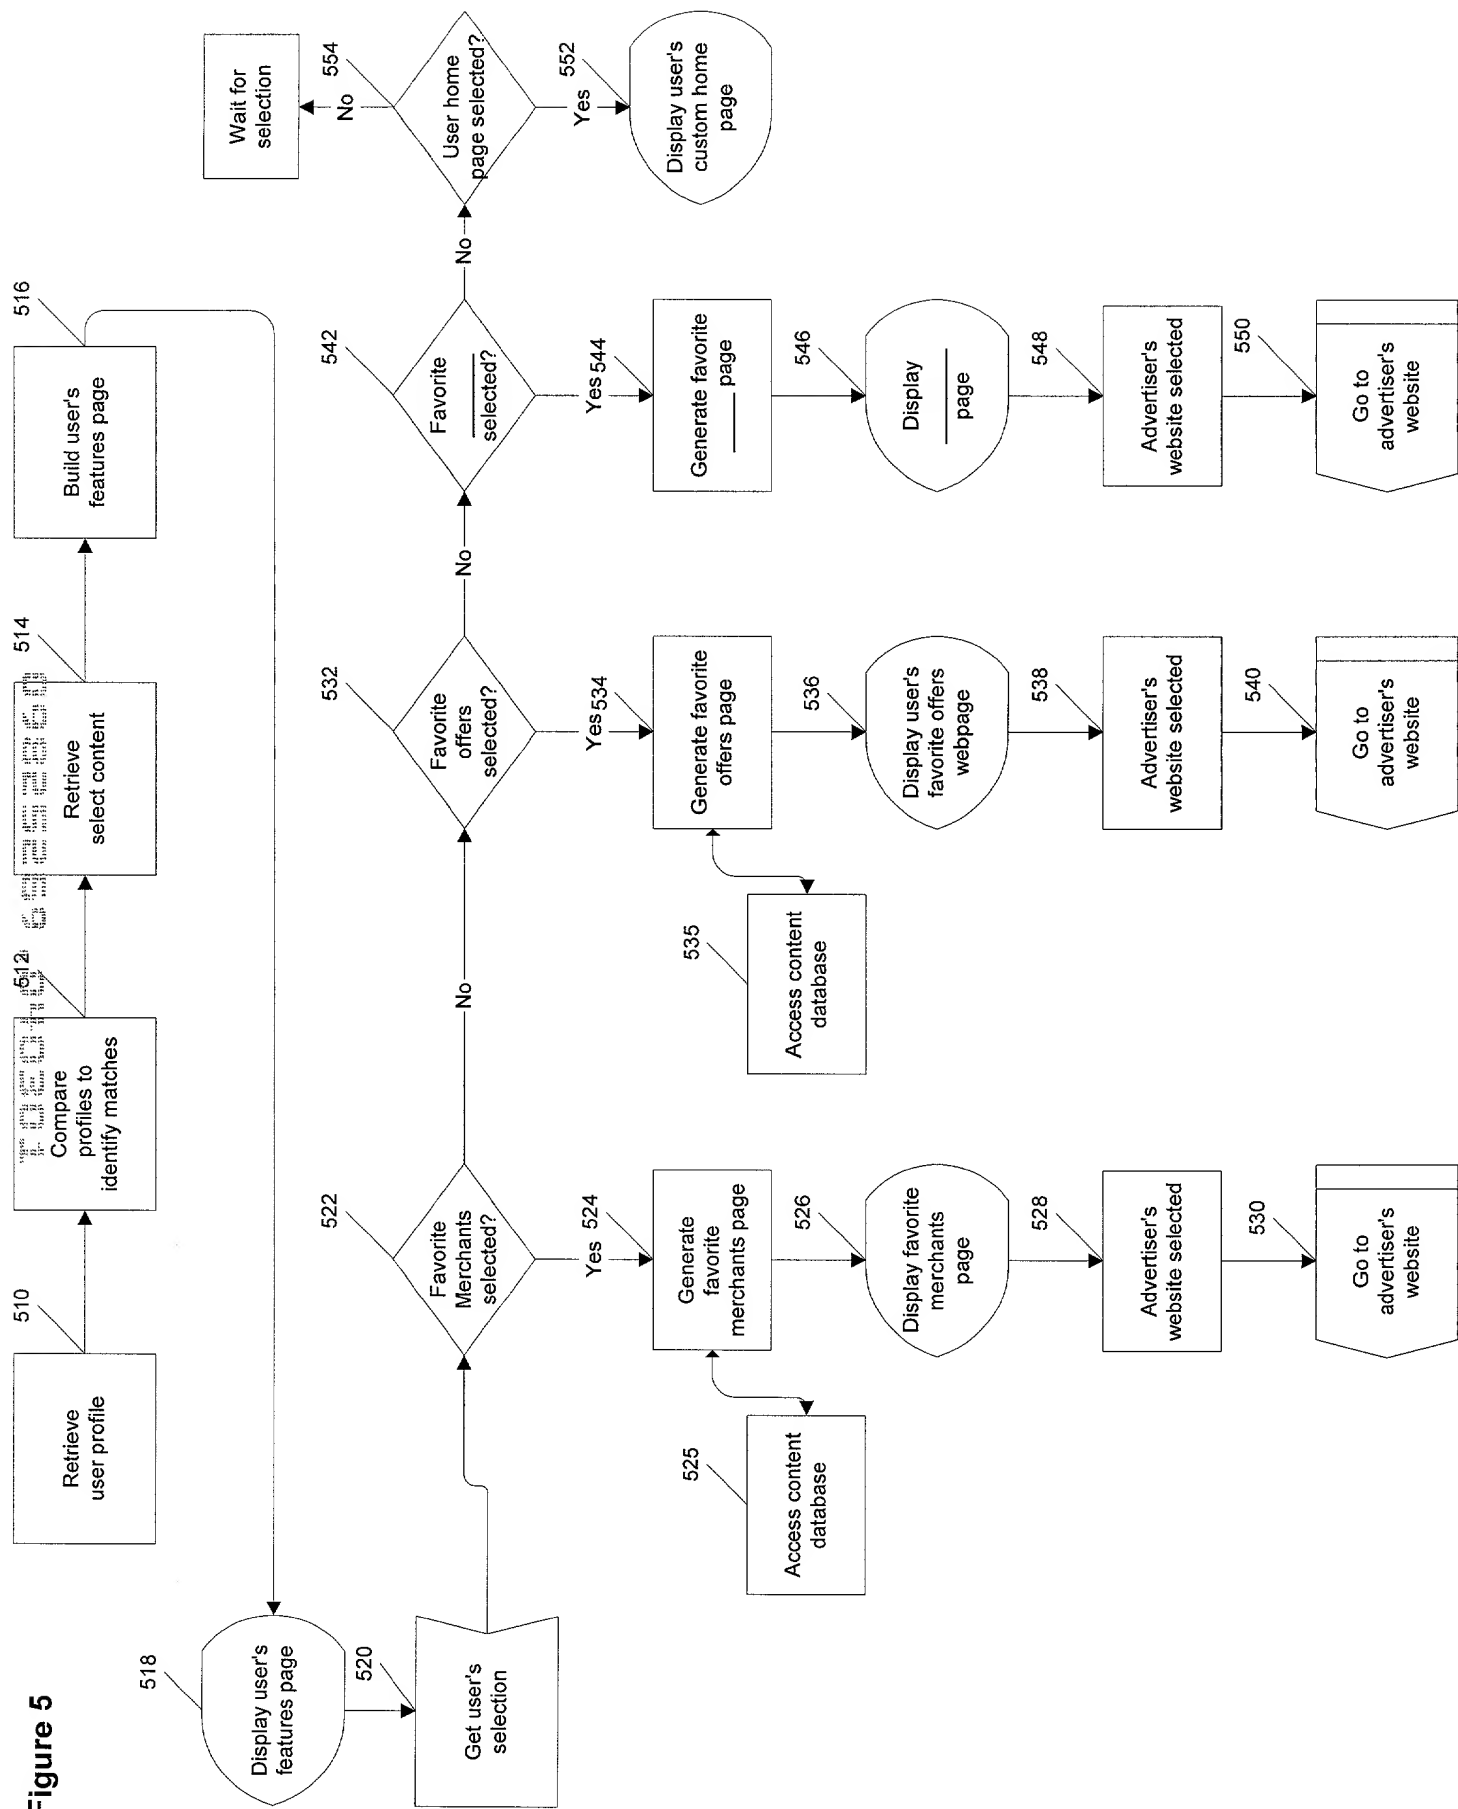 Figure 5
510
Retrieve
user profile
512
Compare
profiles to
identify matches
514
Retrieve
select content
516
Build user's
features page
518
Display user's
features page
520
Get user's
selection
522
Favorite
Merchants
selected?
No
Yes
524
Generate
favorite
merchants page
525
Access content
database
526
Display favorite
merchants
page
528
Advertiser's
website selected
530
Go to
advertiser's
website
532
Favorite
offers
selected?
No
Yes
534
Generate favorite
offers page
535
Access content
database
536
Display user's
favorite offers
webpage
538
Advertiser's
website selected
540
Go to
advertiser's
website
542
Favorite
____
selected?
No
Yes
544
Generate favorite
____ page
546
Display
____
page
548
Advertiser's
website selected
550
Go to
advertiser's
website
554
User home
page selected?
No
Wait for
selection
Yes
552
Display user's
custom home
page